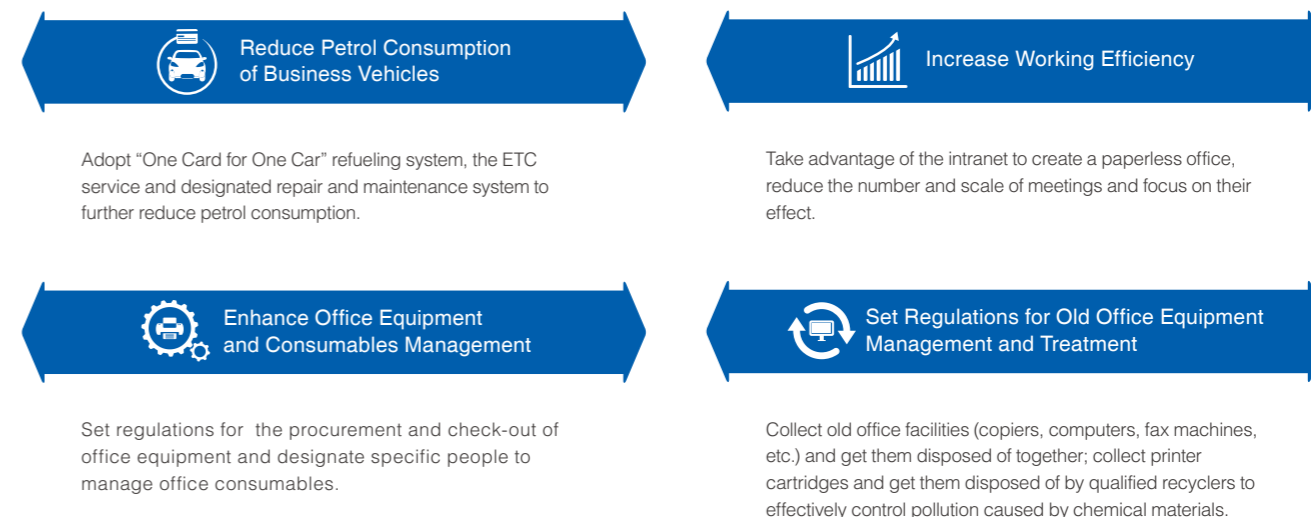 Reduce Petrol Consumption
of Business Vehicles
Adopt “One Card for One Car” refueling system, the ETC
service and designated repair and maintenance system to
further reduce petrol consumption.
Increase Working Efficiency
Take advantage of the intranet to create a paperless office,
reduce the number and scale of meetings and focus on their
effect.
Enhance Office Equipment
and Consumables Management
Set regulations for  the procurement and check-out of
office equipment and designate specific people to
manage office consumables.
Set Regulations for Old Office Equipment
Management and Treatment
Collect old office facilities (copiers, computers, fax machines,
etc.) and get them disposed of together; collect printer
cartridges and get them disposed of by qualified recyclers to
effectively control pollution caused by chemical materials.